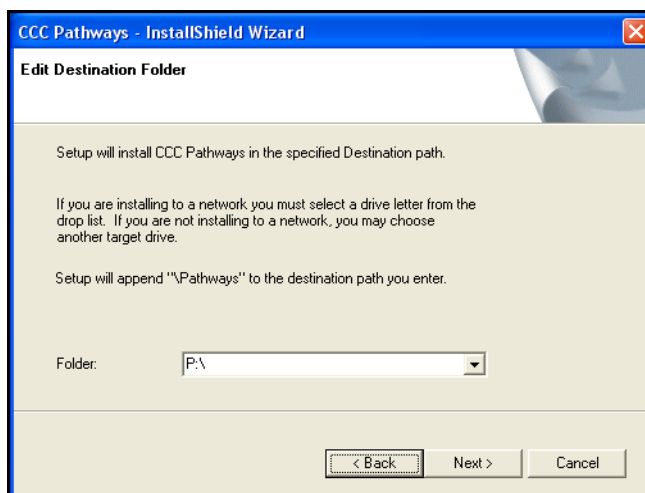 CCC Pathways - InstallShield Wizard
Edit Destination Folder
Setup will install CCC Pathways in the specified Destination path.
If you are installing to a network you must select a drive letter from the
drop list. If you are not installing to a network, you may choose
another target drive.
Setup will append "\Pathways" to the destination path you enter.
Folder: P:\
< Back Next > Cancel